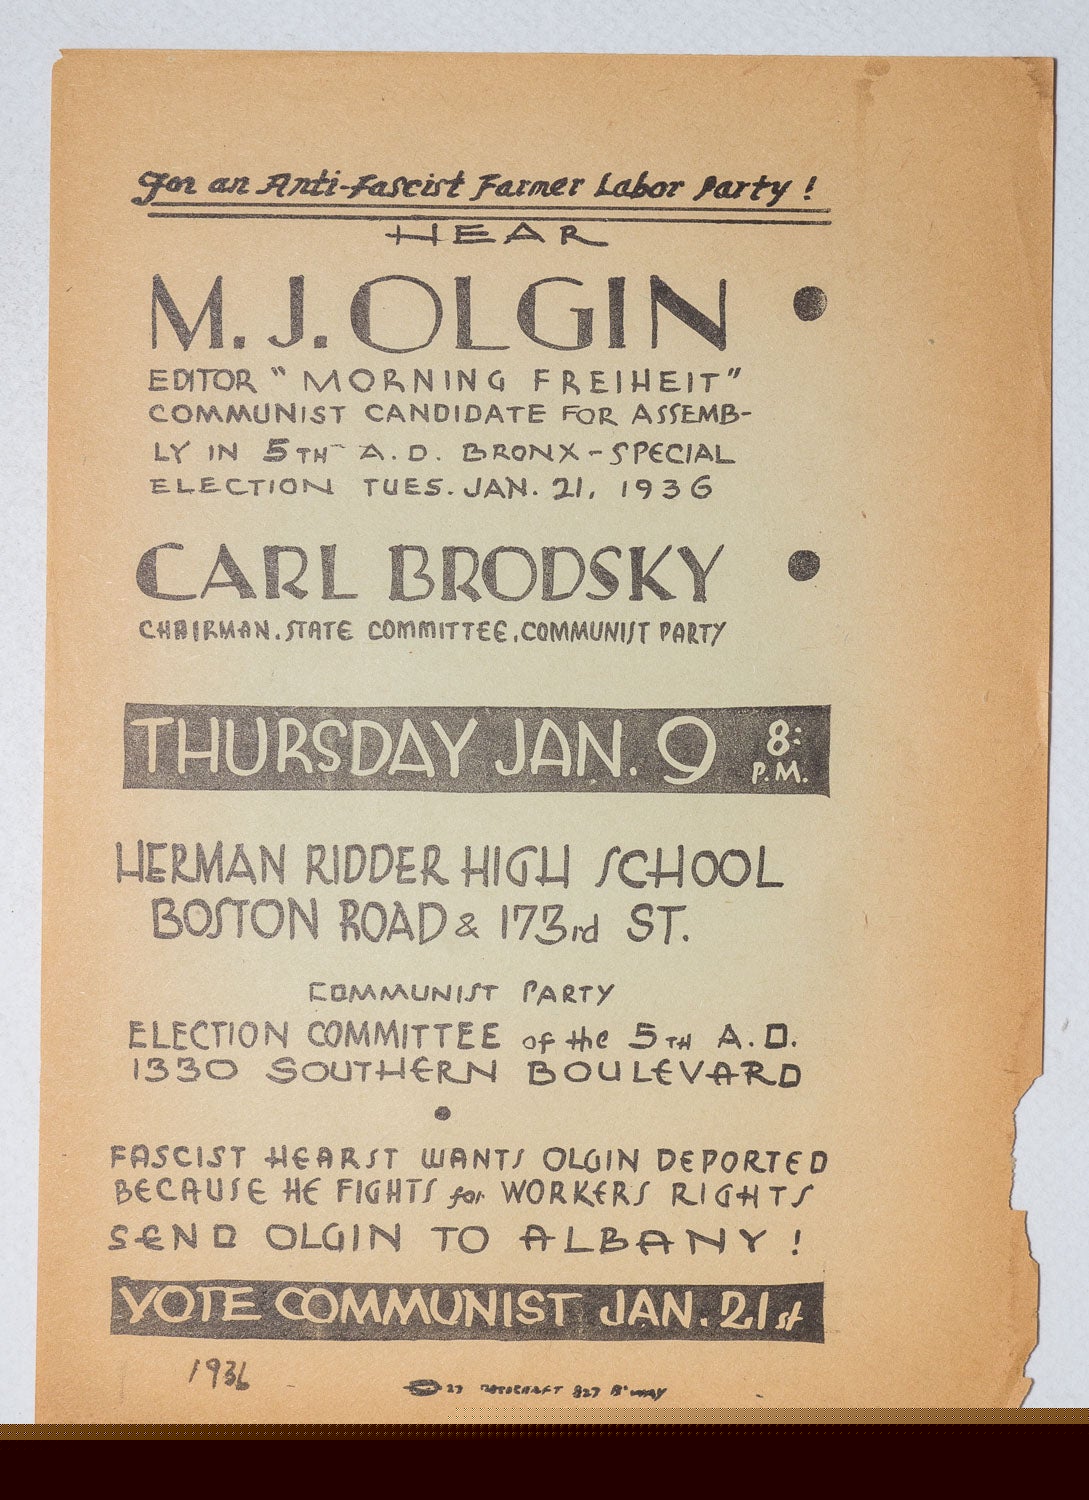 For an Anti-Fascist Farmer Labor Party !
HEAR
M. J. OLGIN
EDITOR "MORNING FREIHEIT"
COMMUNIST CANDIDATE FOR ASSEMB-
LY IN 5TH A.D. BRONX - SPECIAL
ELECTION TUES. JAN. 21, 1936
CARL BRODSKY
CHAIRMAN. STATE COMMITTEE, COMMUNIST PARTY
THURSDAY JAN. 9 8: P.M.
HERMAN RIDDER HIGH SCHOOL
BOSTON ROAD & 173rd ST.
COMMUNIST PARTY
ELECTION COMMITTEE of the 5TH A.D.
1330 SOUTHERN BOULEVARD
FASCIST HEARST WANTS OLGIN DEPORTED
BECAUSE HE FIGHTS for WORKERS RIGHTS
SEND OLGIN TO ALBANY !
VOTE COMMUNIST JAN. 21st
1936
27 827 B'WAY